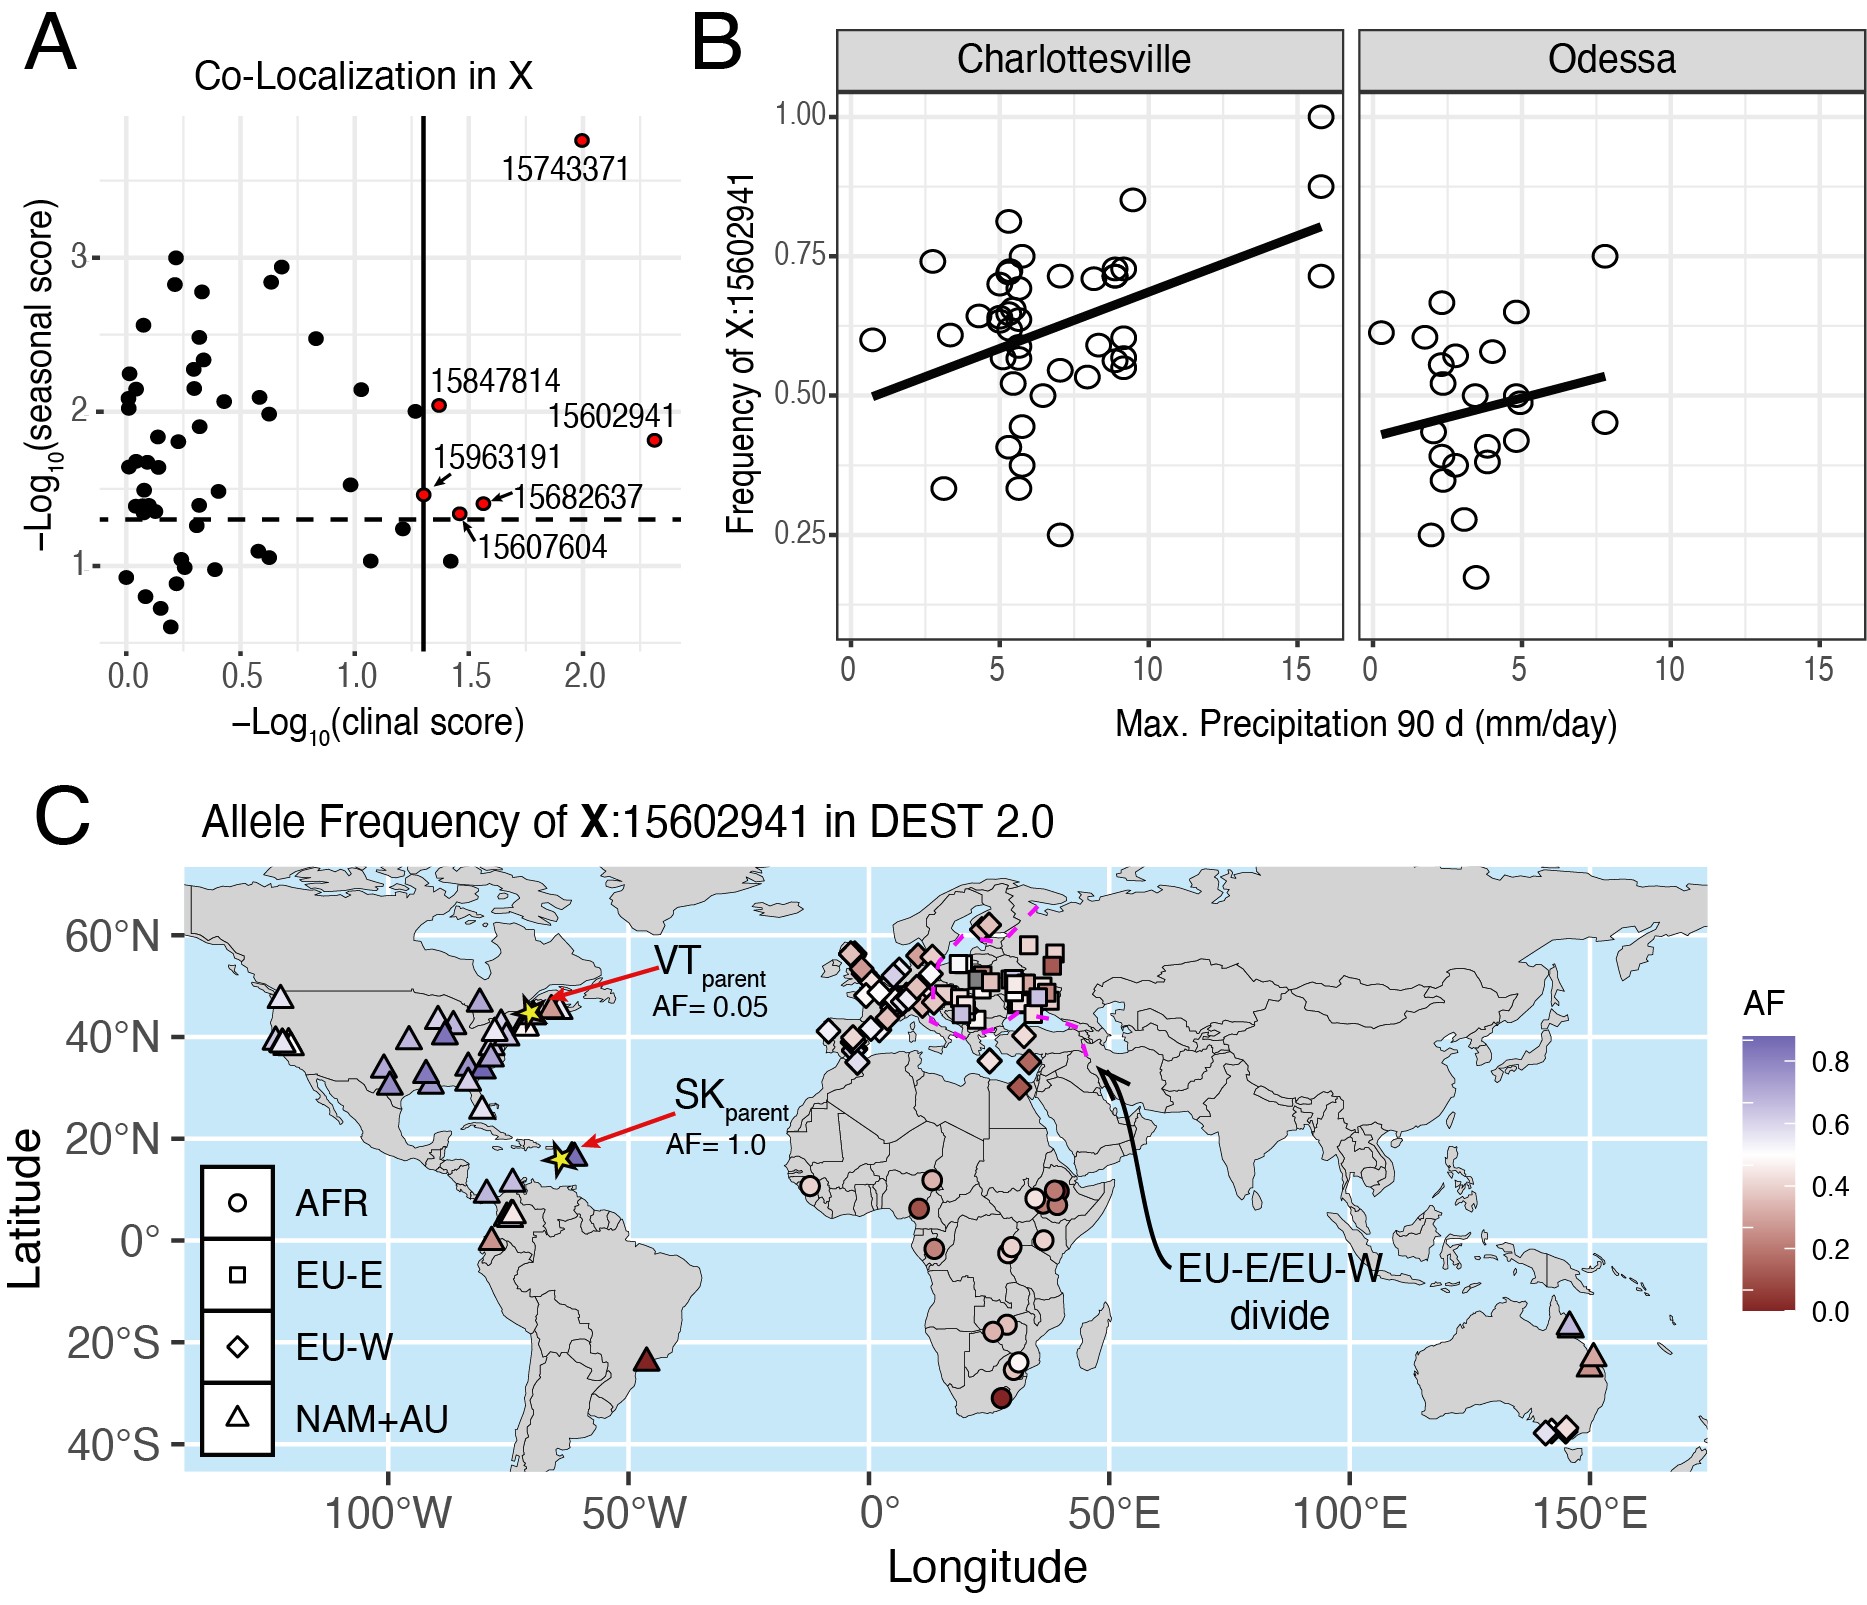 A
Co-Localization in X
−Log10(seasonal score)
3
2
1
15743371
15847814
15602941
15963191
15682637
15607604
0.0 0.5 1.0 1.5 2.0
−Log10(clinal score)
B
Charlottesville
Odessa
Frequency of X:15602941
1.00
0.75
0.50
0.25
0 5 10 15
0 5 10 15
Max. Precipitation 90 d (mm/day)
C
Allele Frequency of X:15602941 in DEST 2.0
Latitude
60°N
40°N
20°N
0°
20°S
40°S
VTparent
AF= 0.05
SKparent
AF= 1.0
AFR
EU-E
EU-W
NAM+AU
EU-E/EU-W
divide
AF
0.8
0.6
0.4
0.2
0.0
100°W 50°W 0° 50°E 100°E 150°E
Longitude